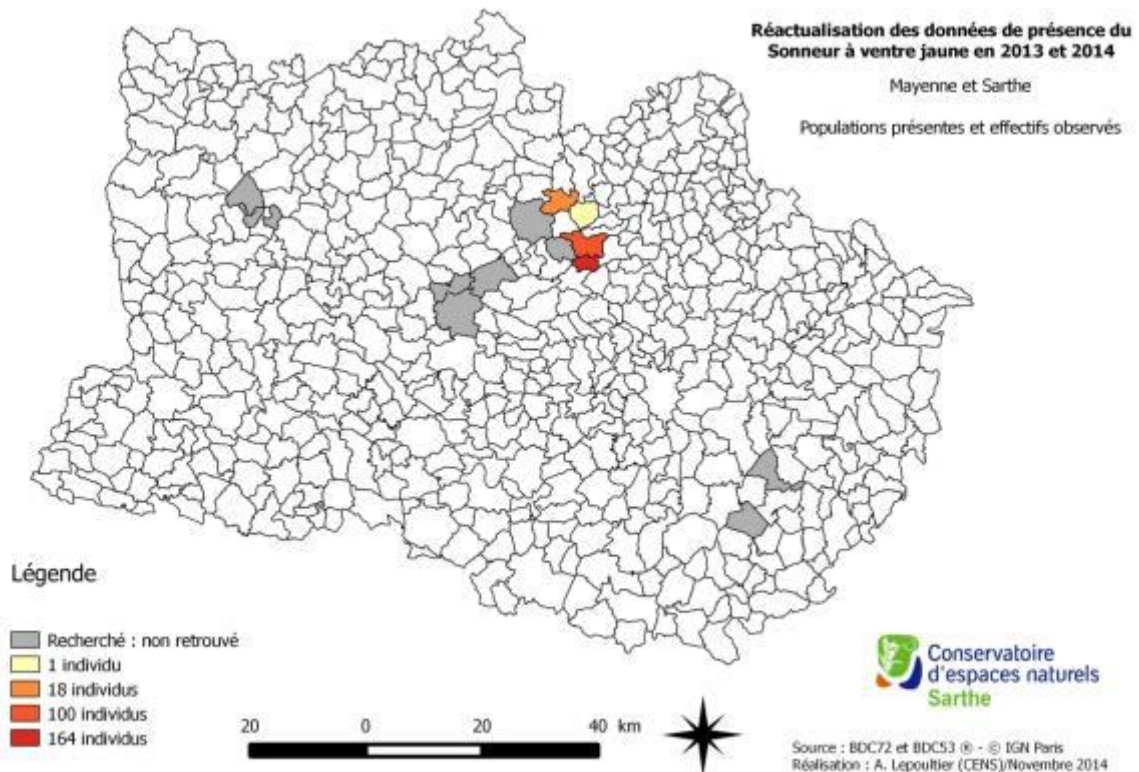 Réactualisation des données de présence du
Sonneur à ventre jaune en 2013 et 2014
Mayenne et Sarthe
Populations présentes et effectifs observés
Légende
Recherché : non retrouvé
1 individu
18 individus
100 individus
164 individus
20 0 20 40 km
Conservatoire
d'espaces naturels
Sarthe
Source : BDC72 et BDC53 ® - © IGN Paris
Réalisation : A. Lepoultier (CENS)/Novembre 2014